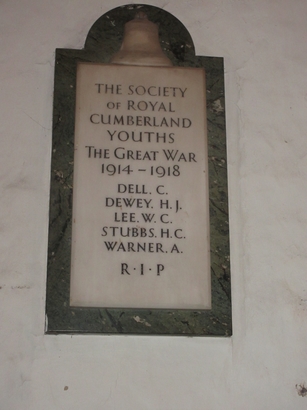 THE SOCIETY
OF ROYAL
CUMBERLAND
YOUTHS
THE GREAT WAR
1914 - 1918
DELL. C.
DEWEY. H.J.
LEE. W.C.
STUBBS. H.C.
WARNER. A.
R·I·P